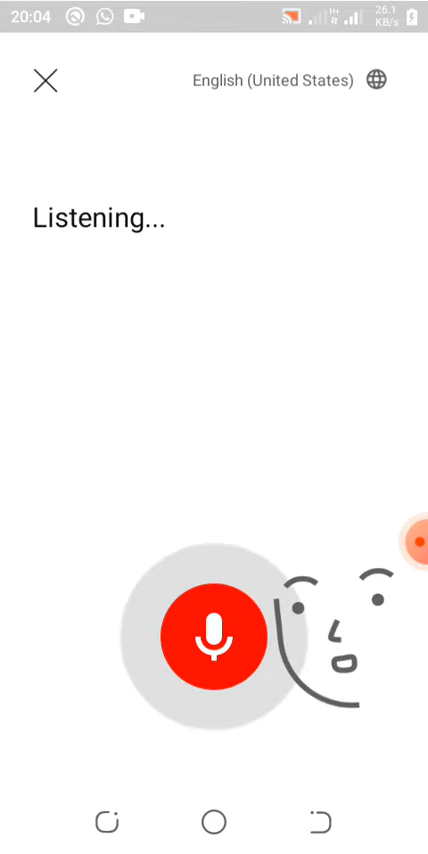 20:04
H+
26.1
KB/s
English (United States)
Listening...